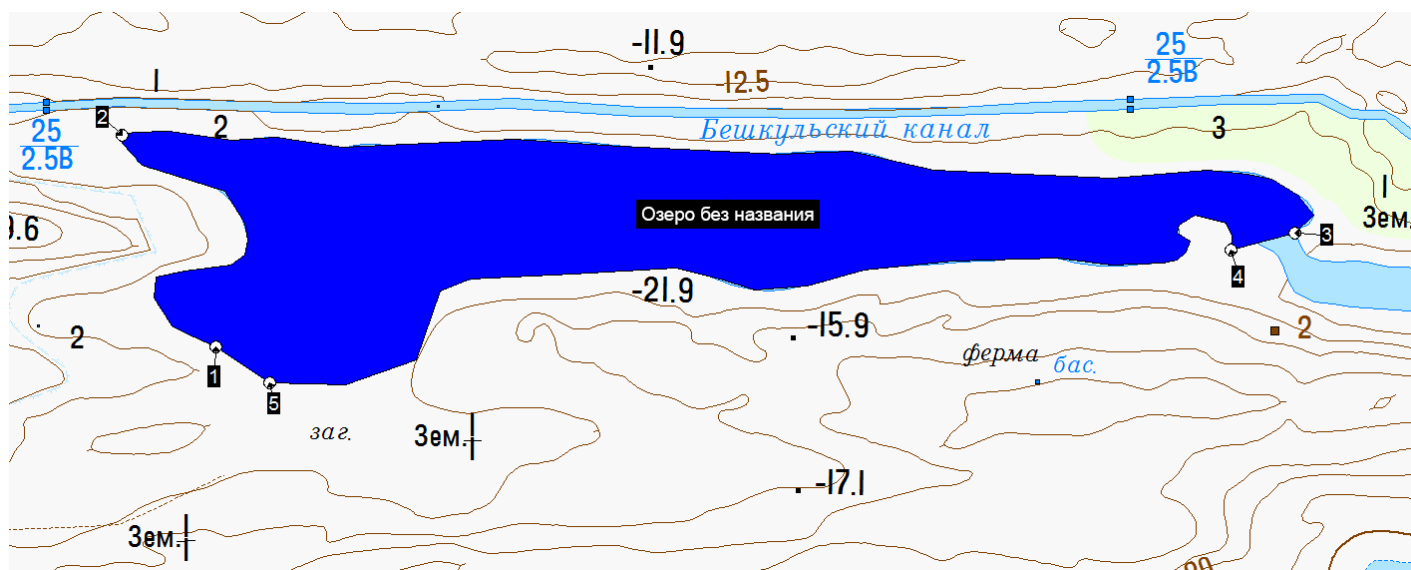 -11.9
25
2.5В
-12.5
1
2
2
25
2.5В
Бешкульский канал
3
1
Зем.
9.6
Озеро без названия
3
4
-21.9
2
-15.9
2
1
ферма
бас.
5
заг.
Зем.
-17.1
Зем.